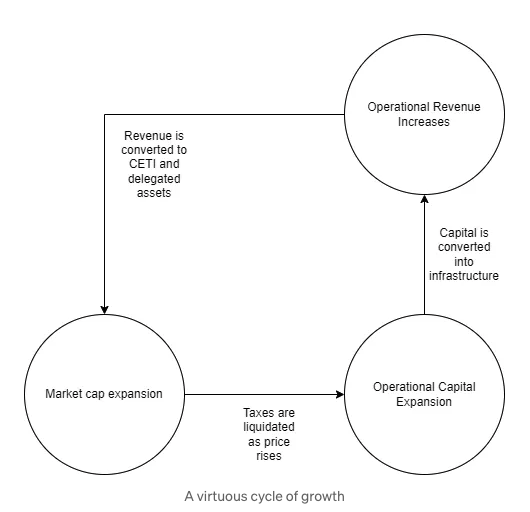 Operational Revenue
Increases
Revenue is
converted to
CETI and
delegated
assets
Capital is
converted
into
infrastructure
Market cap expansion
Operational Capital
Expansion
Taxes are
liquidated
as price
rises
A virtuous cycle of growth